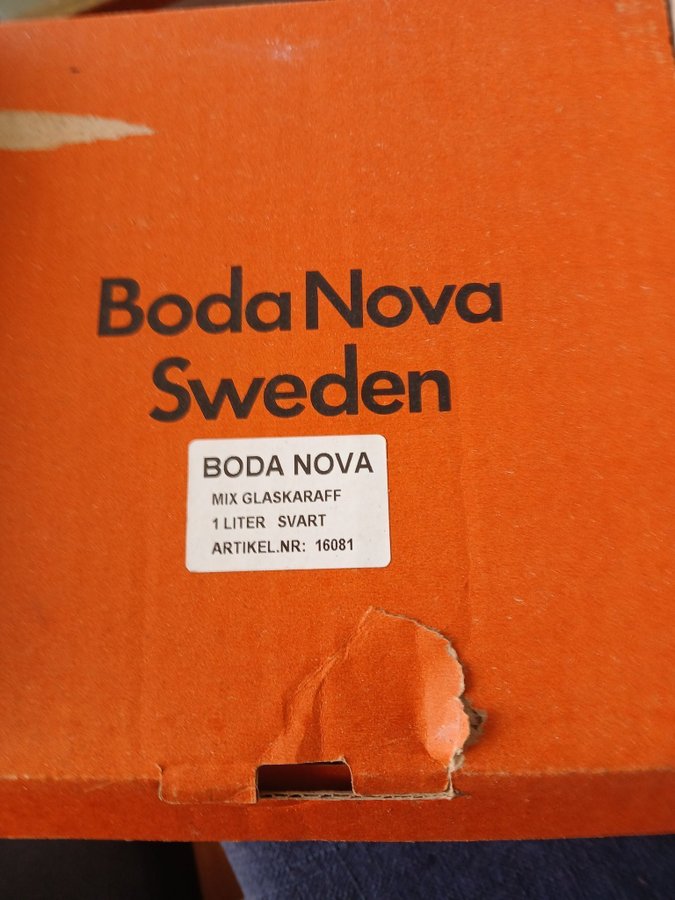 Boda Nova
Sweden
BODA NOVA
MIX GLASKARAFF
1 LITER SVART
ARTIKEL.NR: 16081